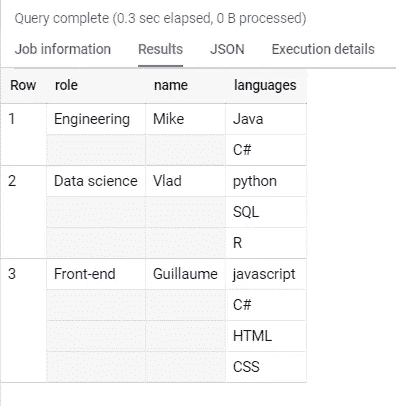 Query complete (0.3 sec elapsed, 0 B processed)
Job information Results JSON Execution details
Row role name languages
1 Engineering Mike Java
C#
2 Data science Vlad python
SQL
R
3 Front-end Guillaume javascript
C#
HTML
CSS